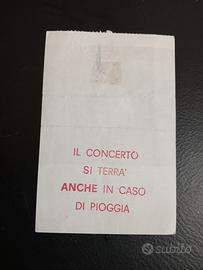 IL CONCERTO
SI TERRA'
ANCHE IN CASO
DI PIOGGIA
subito